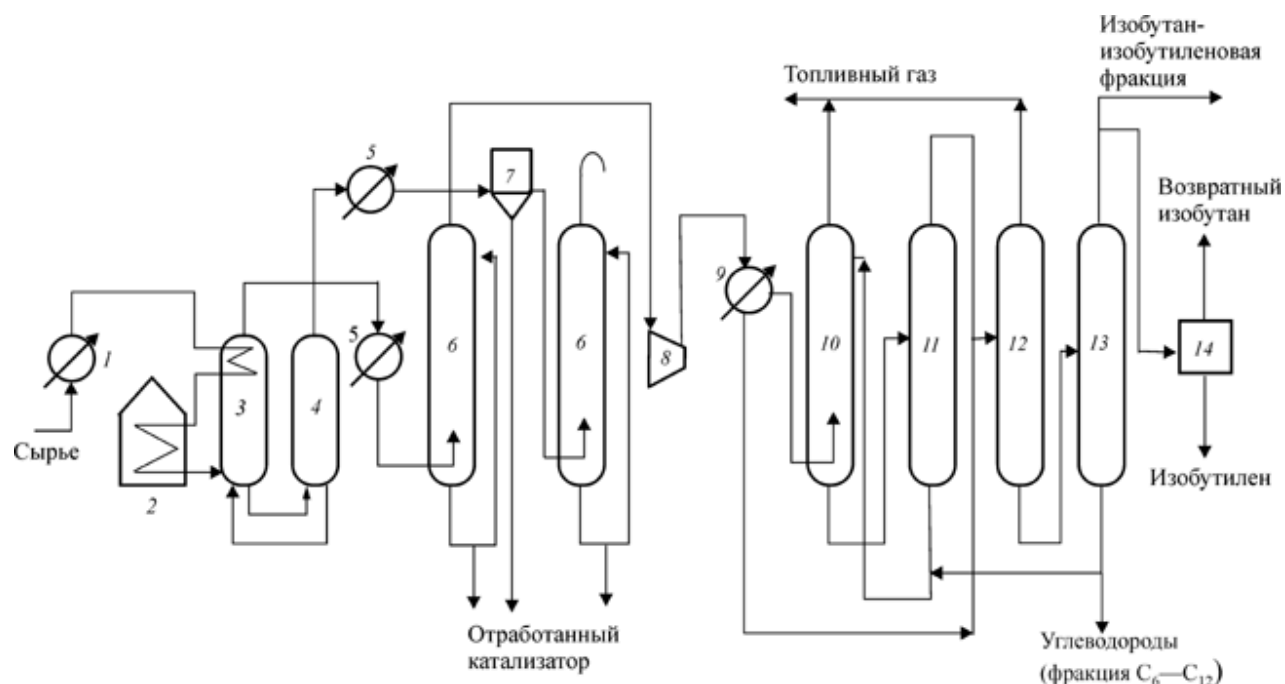 Изобутан-
изобутиленовая
фракция
Топливный газ
5
7
Возвратный
изобутан
9
1
5
6
6
8
10
11
12
13
14
3
4
Сырье
2
Изобутилен
Отработанный
катализатор
Углеводороды
(фракция C₆—C₁₂)